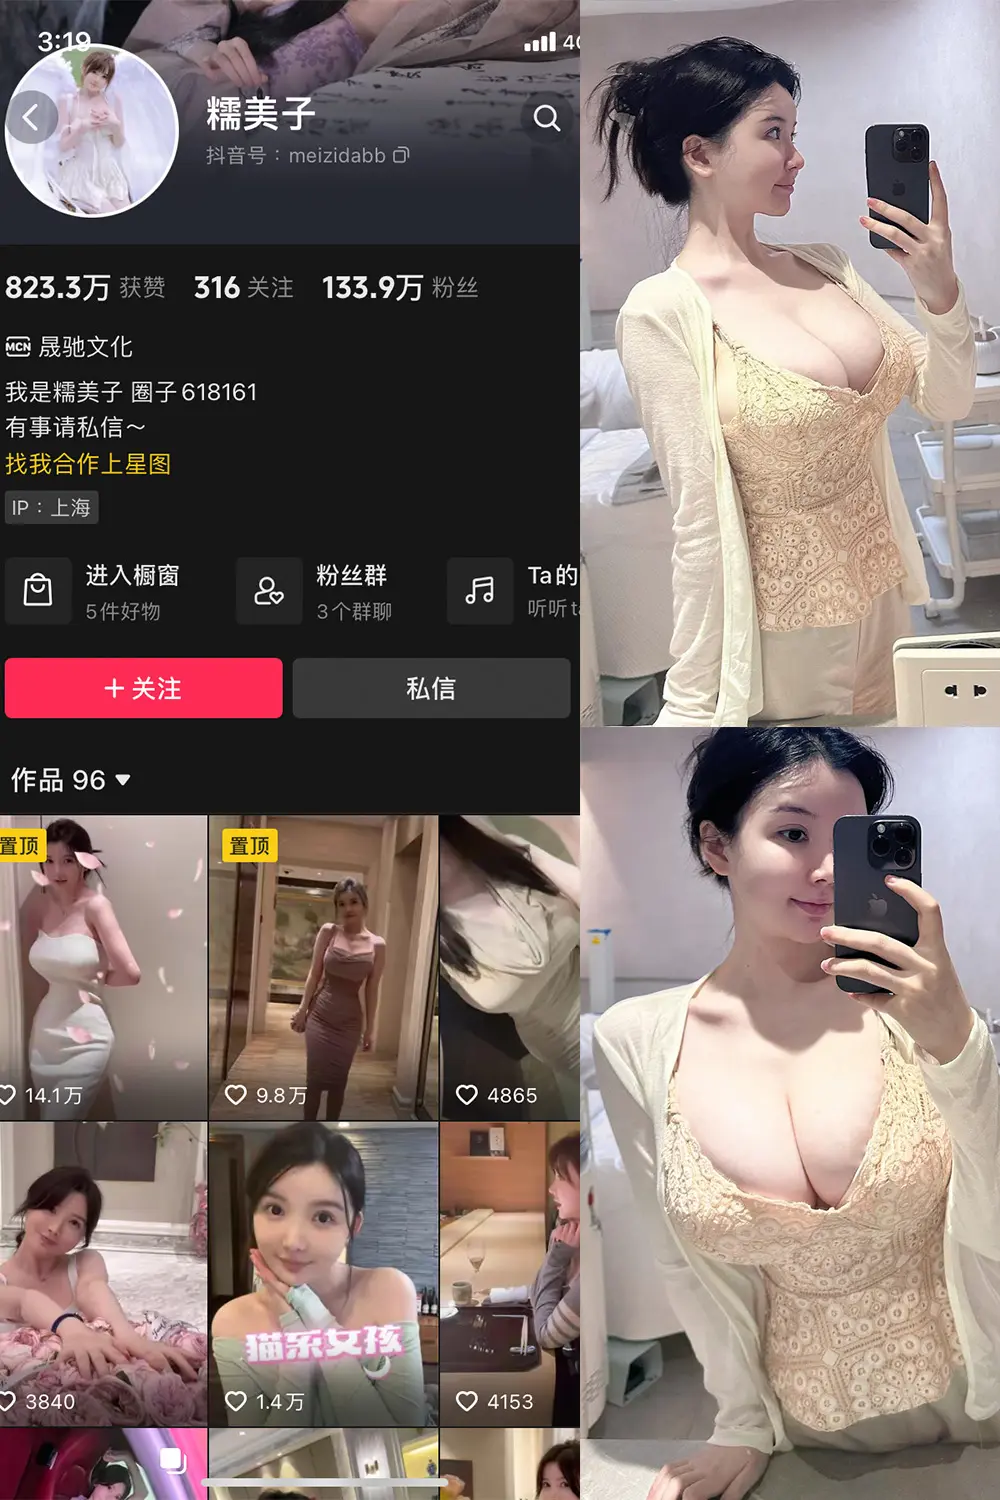 3:19
4G
糯美子
抖音号：meizidabb
823.3万 获赞 316 关注 133.9万 粉丝
MCN 晟驰文化
我是糯美子 圈子618161
有事请私信～
找我合作上星图
IP：上海
进入橱窗
5件好物
粉丝群
3个群聊
Ta的
听听ta
+ 关注
私信
作品 96
置顶
置顶
14.1万
9.8万
4865
猫系女孩
3840
1.4万
4153